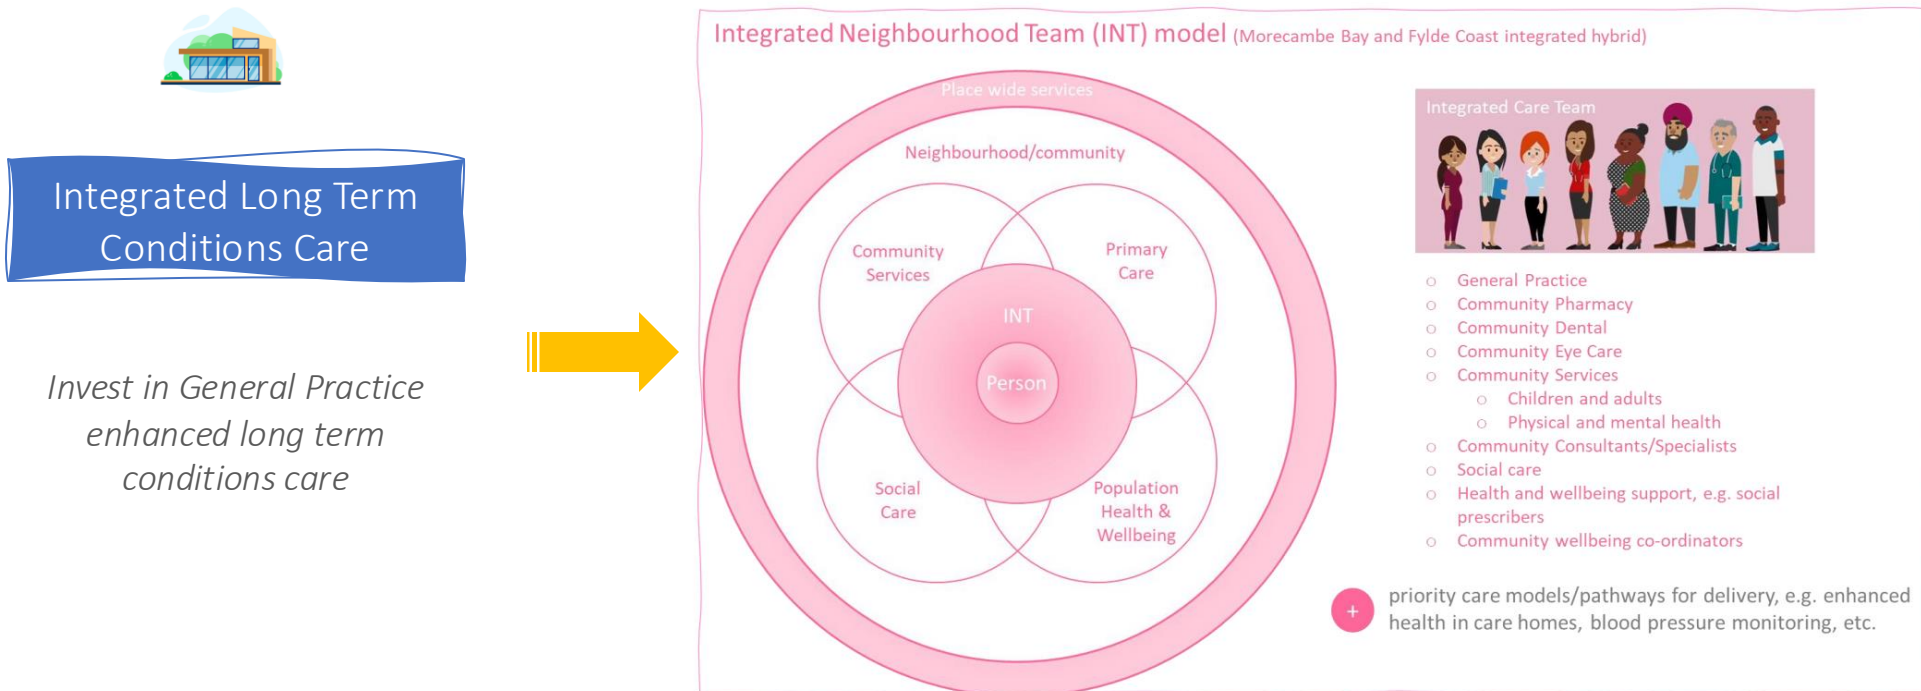 Integrated Long Term
Conditions Care
Invest in General Practice
enhanced long term
conditions care
Integrated Neighbourhood Team (INT) model (Morecambe Bay and Fylde Coast integrated hybrid)
Place wide services
Neighbourhood/community
Community
Services
Primary
Care
INT
Person
Social
Care
Population
Health &
Wellbeing
Integrated Care Team
o General Practice
o Community Pharmacy
o Community Dental
o Community Eye Care
o Community Services
o Children and adults
o Physical and mental health
o Community Consultants/Specialists
o Social care
o Health and wellbeing support, e.g. social
prescribers
o Community wellbeing co-ordinators
+
priority care models/pathways for delivery, e.g. enhanced
health in care homes, blood pressure monitoring, etc.